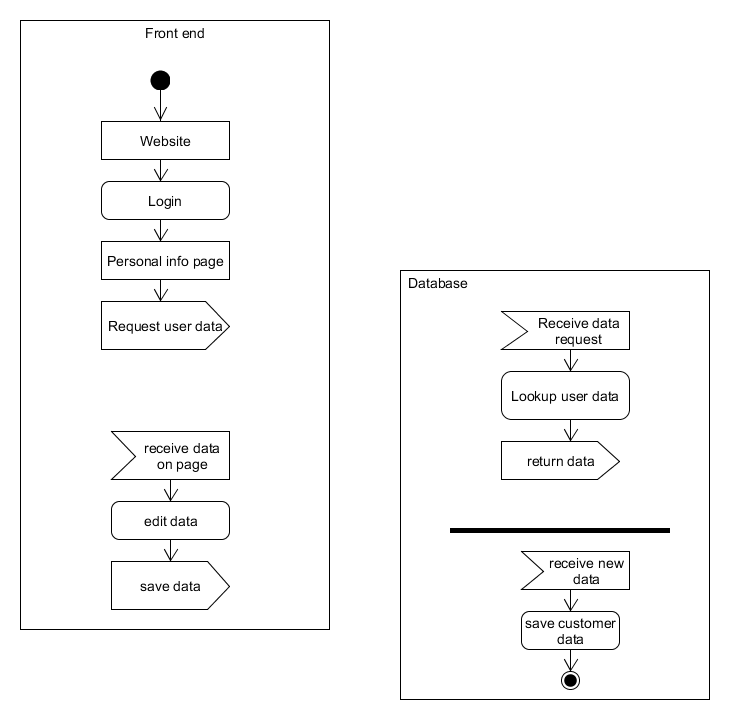 Front end
Website
Login
Personal info page
Request user data
receive data
on page
edit data
save data
Database
Receive data
request
Lookup user data
return data
receive new
data
save customer
data